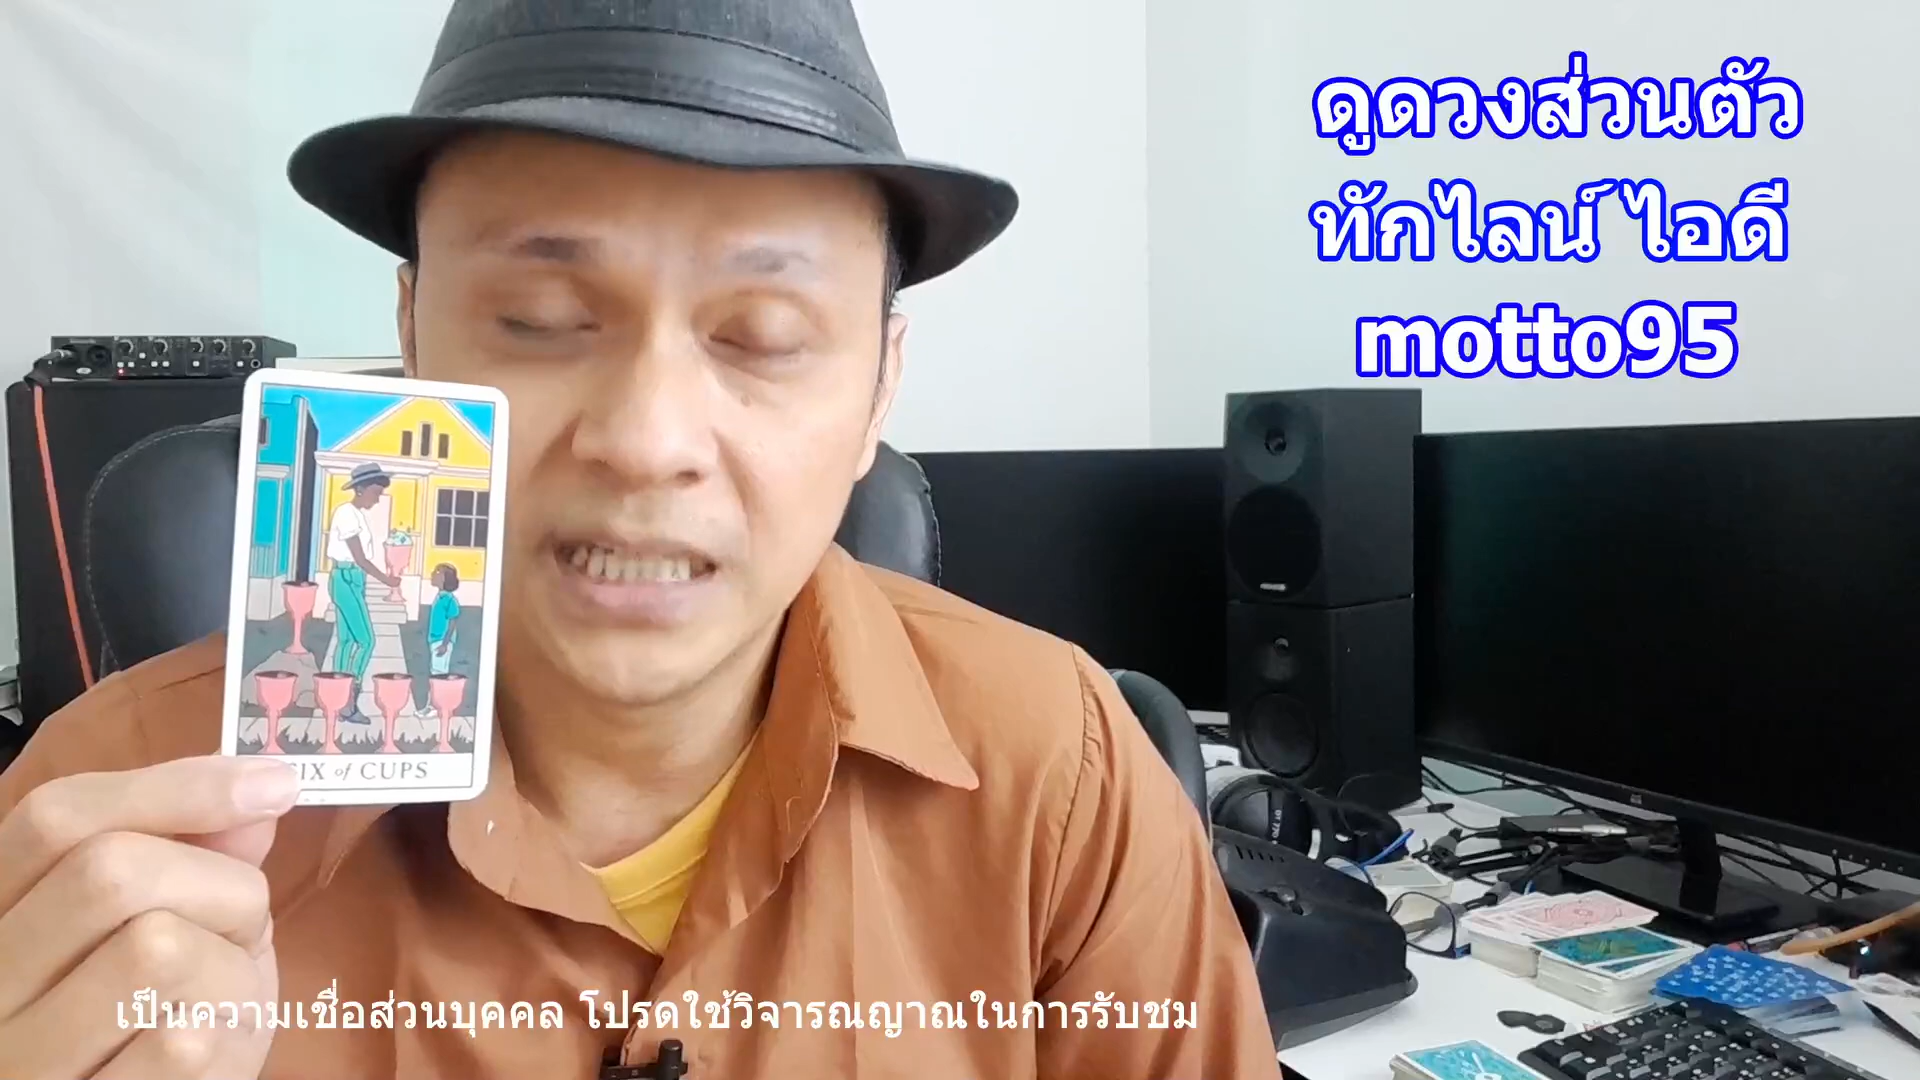 ดูดวงส่วนตัว
ทักไลน์ ไอดี
motto95
SIX of CUPS
DT 770
เป็นความเชื่อส่วนบุคคล โปรดใช้วิจารณญาณในการรับชม